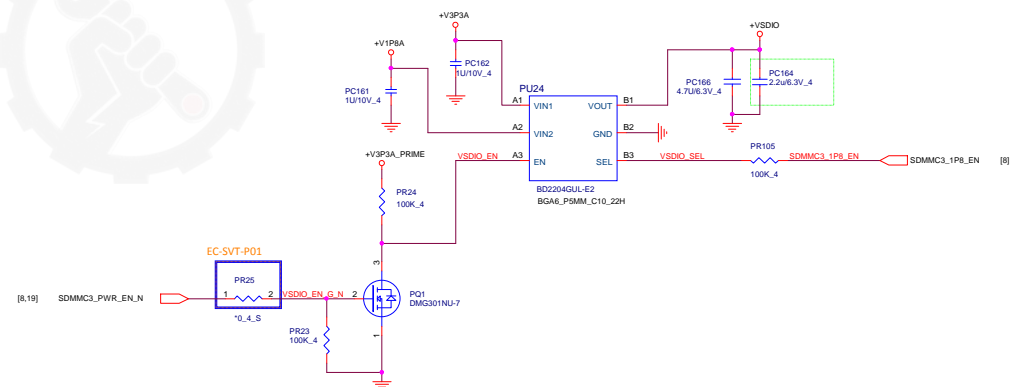 +V3P3A
+VSDIO
+V1P8A
PC162
1U/10V_4
PC161
1U/10V_4
PU24
PC166
4.7U/6.3V_4
PC164
2.2u/6.3V_4
A1 VIN1 VOUT B1
A2 VIN2 GND B2
A3 EN SEL B3
+V3P3A_PRIME
VSDIO_EN
VSDIO_SEL
PR105
100K_4
SDMMC3_1P8_EN
SDMMC3_1P8_EN [8]
BD2204GUL-E2
BGA6_P5MM_C10_22H
PR24
100K_4
EC-SVT-P01
PR25
[8,19] SDMMC3_PWR_EN_N
1 2
VSDIO_EN_G_N
*0_4_S
3
2
1
PQ1
DMG301NU-7
PR23
100K_4